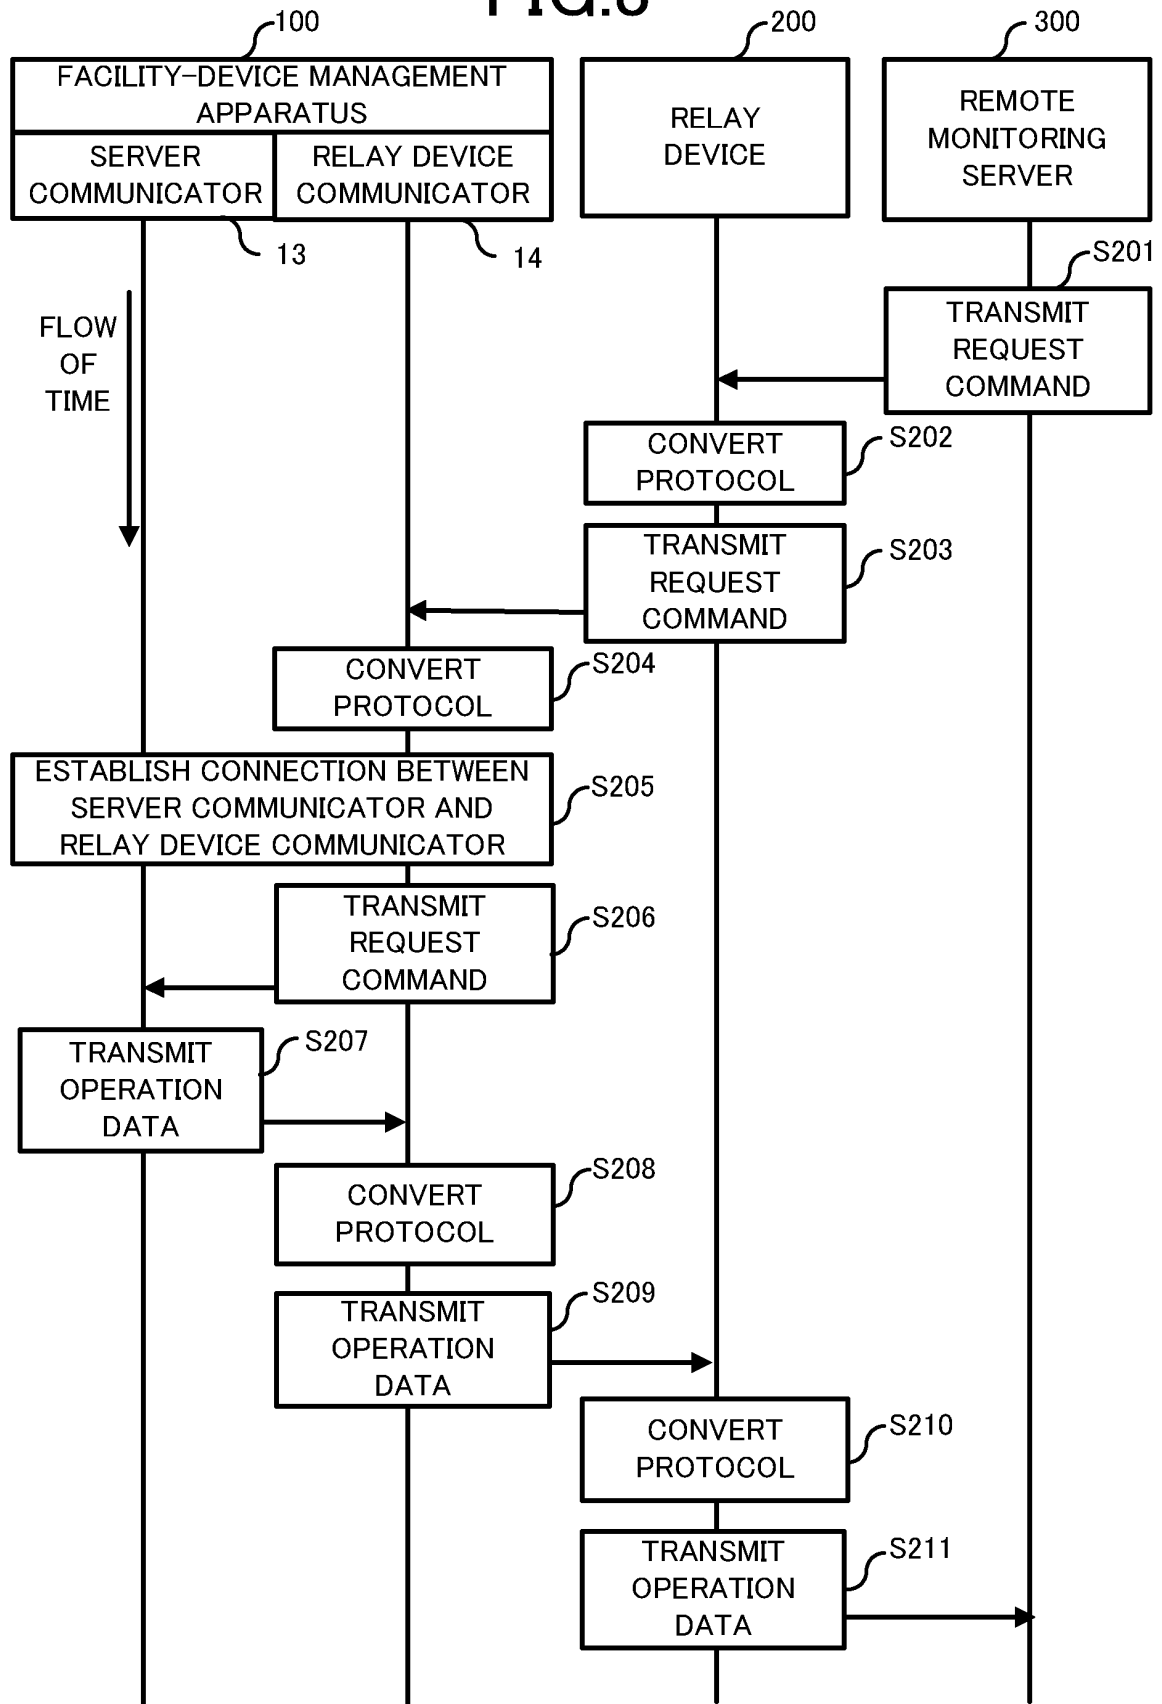 FIG.8
100
200
300
FACILITY-DEVICE MANAGEMENT
APPARATUS
SERVER
COMMUNICATOR
RELAY DEVICE
COMMUNICATOR
RELAY
DEVICE
REMOTE
MONITORING
SERVER
13
14
FLOW
OF
TIME
S201
TRANSMIT
REQUEST
COMMAND
CONVERT
PROTOCOL
S202
TRANSMIT
REQUEST
COMMAND
S203
CONVERT
PROTOCOL
S204
ESTABLISH CONNECTION BETWEEN
SERVER COMMUNICATOR AND
RELAY DEVICE COMMUNICATOR
S205
TRANSMIT
REQUEST
COMMAND
S206
TRANSMIT
OPERATION
DATA
S207
CONVERT
PROTOCOL
S208
TRANSMIT
OPERATION
DATA
S209
CONVERT
PROTOCOL
S210
TRANSMIT
OPERATION
DATA
S211